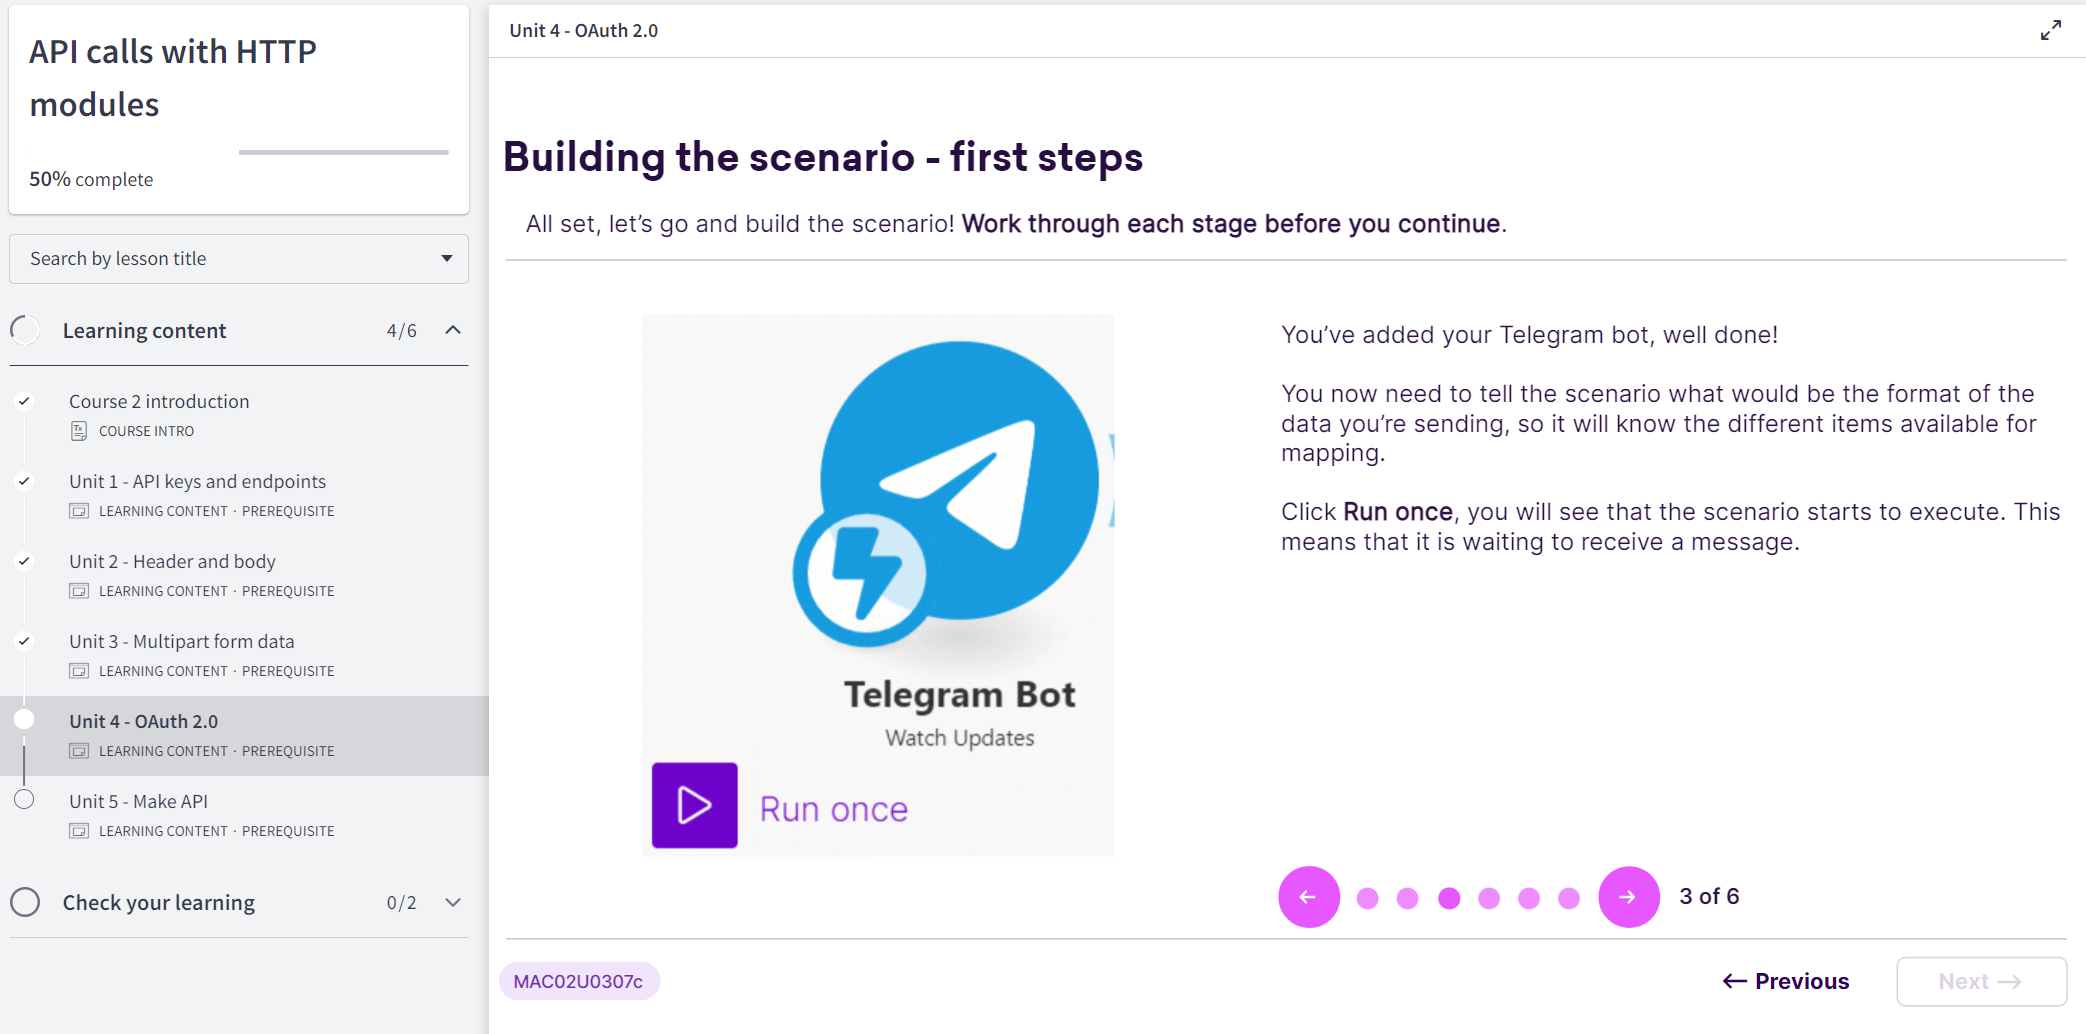 API calls with HTTP
modules
50% complete
Search by lesson title
Learning content 4/6
Course 2 introduction
COURSE INTRO
Unit 1 - API keys and endpoints
LEARNING CONTENT · PREREQUISITE
Unit 2 - Header and body
LEARNING CONTENT · PREREQUISITE
Unit 3 - Multipart form data
LEARNING CONTENT · PREREQUISITE
Unit 4 - OAuth 2.0
LEARNING CONTENT · PREREQUISITE
Unit 5 - Make API
LEARNING CONTENT · PREREQUISITE
Check your learning 0/2
Unit 4 - OAuth 2.0
Building the scenario - first steps
All set, let’s go and build the scenario! Work through each stage before you continue.
Telegram Bot
Watch Updates
Run once
You’ve added your Telegram bot, well done!
You now need to tell the scenario what would be the format of the
data you’re sending, so it will know the different items available for
mapping.
Click Run once, you will see that the scenario starts to execute. This
means that it is waiting to receive a message.
3 of 6
MAC02U0307c
← Previous
Next →